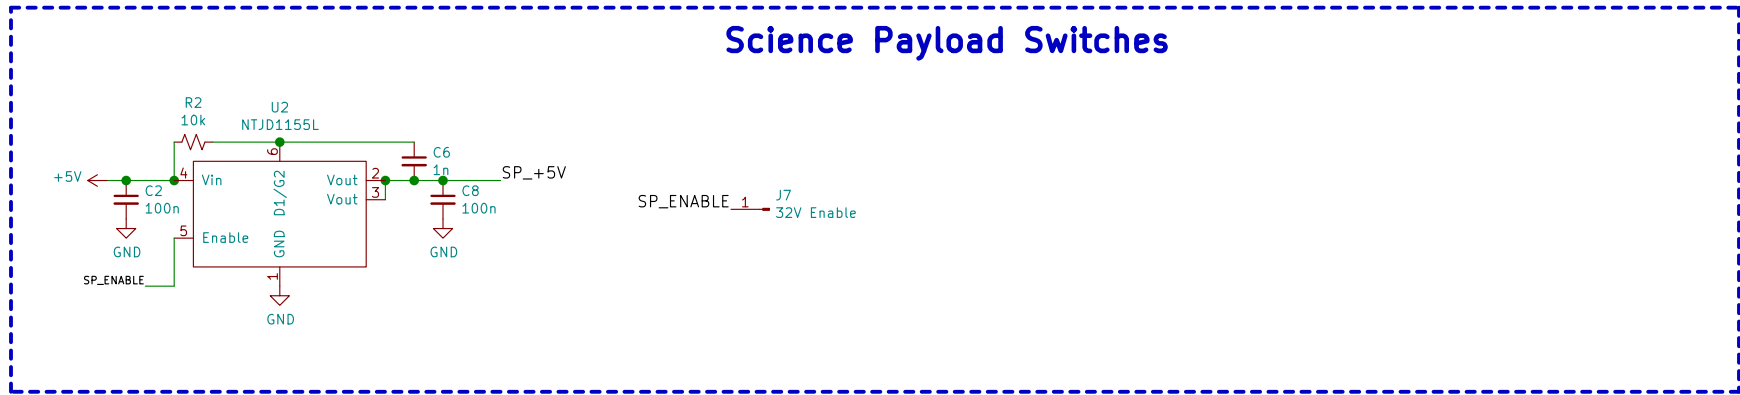 Science Payload Switches
R2
10k
U2
NTJD1155L
6
C6
1n
+5V
4
Vin
D1/G2
Vout
2
SP_+5V
C2
100n
Vout
3
C8
100n
5
Enable
GND
GND
GND
SP_ENABLE
1
GND
SP_ENABLE
1
J7
32V Enable